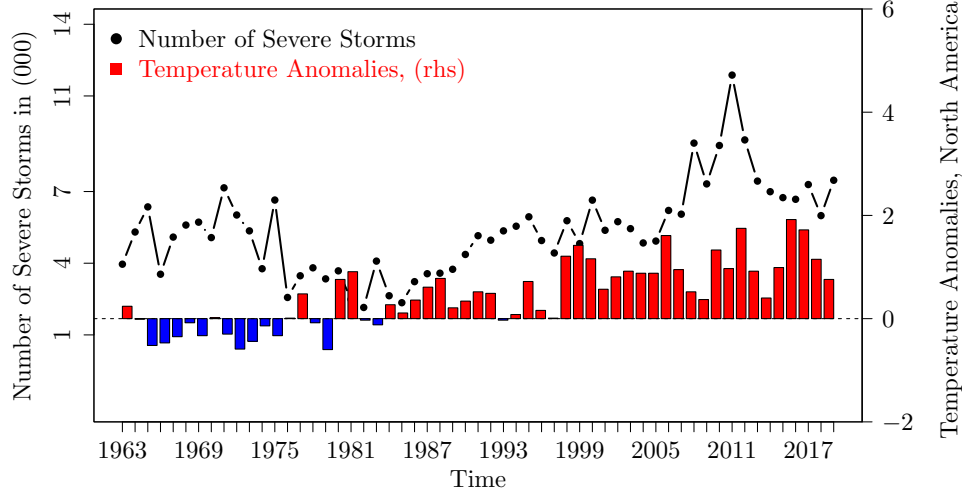 Number of Severe Storms
Temperature Anomalies, (rhs)
Number of Severe Storms in (000)
14
11
7
4
1
6
4
2
0
−2
Temperature Anomalies, North America
1963 1969 1975 1981 1987 1993 1999 2005 2011 2017
Time